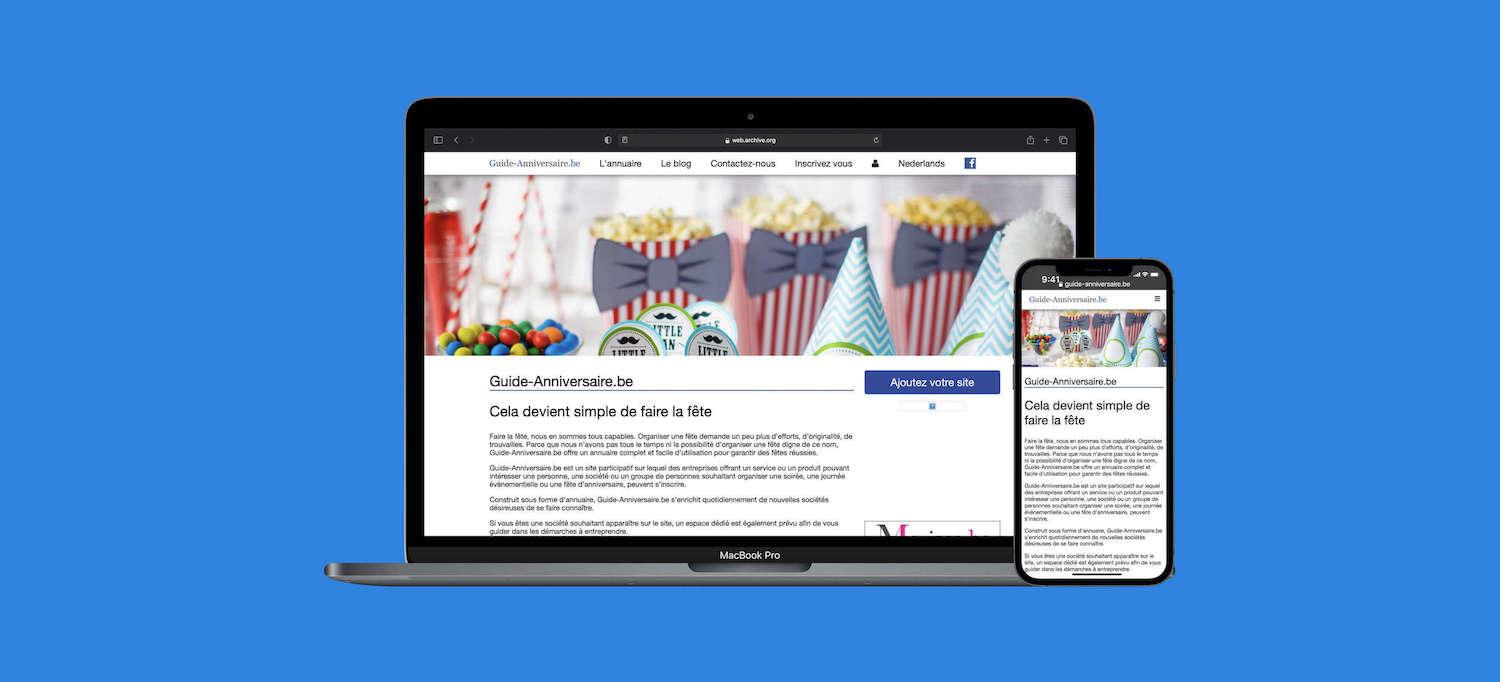 web.archive.org
Guide-Anniversaire.be L'annuaire Le blog Contactez-nous Inscrivez vous Nederlands f
LITTLE
LITTLE
LITTLE
Guide-Anniversaire.be
Ajoutez votre site
Cela devient simple de faire la fête
Faire la fête, nous en sommes tous capables. Organiser une fête demande un peu plus d'efforts, d'originalité, de
trouvailles. Parce que nous n'avons pas tous le temps ni la possibilité d'organiser une fête digne de ce nom,
Guide-Anniversaire.be offre un annuaire complet et facile d'utilisation pour garantir des fêtes réussies.
Guide-Anniversaire.be est un site participatif sur lequel des entreprises offrant un service ou un produit pouvant
intéresser une personne, une société ou un groupe de personnes souhaitant organiser une soirée, une journée
événementielle ou une fête d'anniversaire, peuvent s'inscrire.
Construit sous forme d'annuaire, Guide-Anniversaire.be s'enrichit quotidiennement de nouvelles sociétés
désireuses de se faire connaître.
Si vous êtes une société souhaitant apparaître sur le site, un espace dédié est également prévu afin de vous
guider dans les démarches à entreprendre.
MacBook Pro
9:41
guide-anniversaire.be
Guide-Anniversaire.be
Guide-Anniversaire.be
Cela devient simple de
faire la fête
Faire la fête, nous en sommes tous capables. Organiser
une fête demande un peu plus d'efforts, d'originalité, de
trouvailles. Parce que nous n'avons pas tous le temps
ni la possibilité d'organiser une fête digne de ce nom,
Guide-Anniversaire.be offre un annuaire complet et
facile d'utilisation pour garantir des fêtes réussies.
Guide-Anniversaire.be est un site participatif sur lequel
des entreprises offrant un service ou un produit pouvant
intéresser une personne, une société ou un groupe de
personnes souhaitant organiser une soirée, une journée
événementielle ou une fête d'anniversaire, peuvent
s'inscrire.
Construit sous forme d'annuaire, Guide-Anniversaire.be
s'enrichit quotidiennement de nouvelles sociétés
désireuses de se faire connaître.
Si vous êtes une société souhaitant apparaître sur le
site, un espace dédié est également prévu afin de vous
guider dans les démarches à entreprendre.